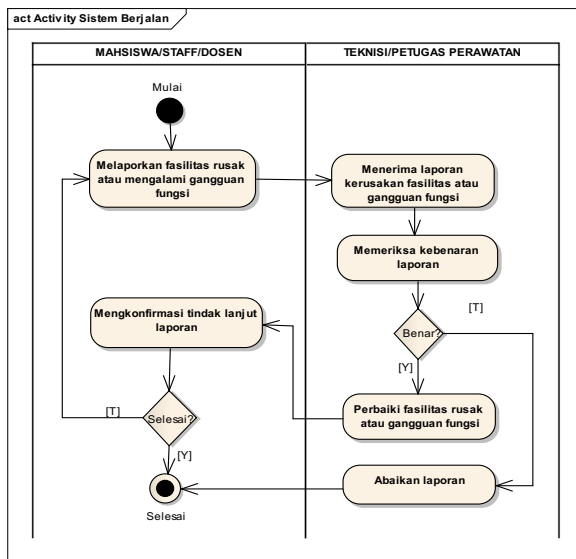 act Activity Sistem Berjalan
MAHSISWA/STAFF/DOSEN
TEKNISI/PETUGAS PERAWATAN
Mulai
Melaporkan fasilitas rusak
atau mengalami gangguan
fungsi
Menerima laporan
kerusakan fasilitas atau
gangguan fungsi
Memeriksa kebenaran
laporan
Mengkonfirmasi tindak lanjut
laporan
[T]
Benar?
[Y]
Perbaiki fasilitas rusak
atau gangguan fungsi
[T]
Selesai?
[Y]
Abaikan laporan
Selesai